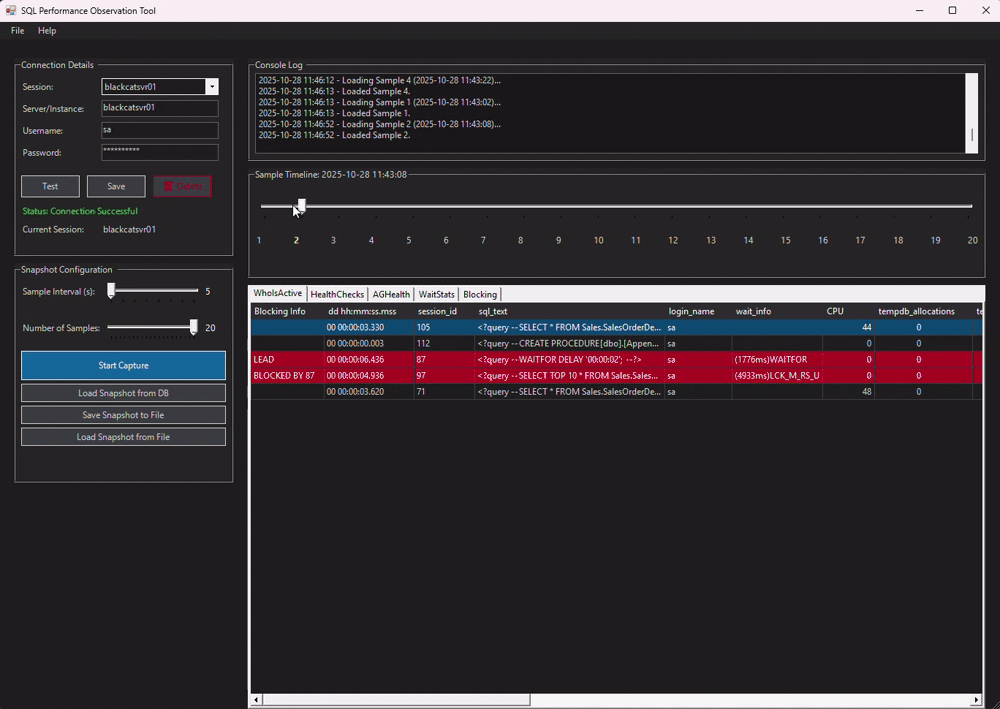 SQL Performance Observation Tool
File Help
Connection Details
Session: blackcatsvr01
Server/Instance: blackcatsvr01
Username: sa
Password: **********
Test Save Delete
Status: Connection Successful
Current Session: blackcatsvr01
Snapshot Configuration
Sample Interval (s): 5
Number of Samples: 20
Start Capture
Load Snapshot from DB
Save Snapshot to File
Load Snapshot from File
Console Log
2025-10-28 11:46:12 - Loading Sample 4 (2025-10-28 11:43:22)...
2025-10-28 11:46:13 - Loaded Sample 4.
2025-10-28 11:46:13 - Loading Sample 1 (2025-10-28 11:43:02)...
2025-10-28 11:46:13 - Loaded Sample 1.
2025-10-28 11:46:52 - Loading Sample 2 (2025-10-28 11:43:08)...
2025-10-28 11:46:52 - Loaded Sample 2.
Sample Timeline: 2025-10-28 11:43:08
1 2 3 4 5 6 7 8 9 10 11 12 13 14 15 16 17 18 19 20
WhoIsActive HealthChecks AGHealth WaitStats Blocking
Blocking Info dd hh:mm:ss.mss session_id sql_text login_name wait_info CPU tempdb_allocations te
00 00:00:03.330 105 <?query --SELECT * FROM Sales.SalesOrderDe... sa 44 0
00 00:00:00.003 112 <?query --CREATE PROCEDURE [dbo].[Appen... sa 0 0
LEAD 00 00:00:06.436 87 <?query --WAITFOR DELAY '00:00:02'; --?> sa (1776ms)WAITFOR 0 0
BLOCKED BY 87 00 00:00:04.936 97 <?query --SELECT TOP 10 * FROM Sales.Sales... sa (4933ms)LCK_M_RS_U 0 0
00 00:00:03.620 71 <?query --SELECT * FROM Sales.SalesOrderDe... sa 48 0